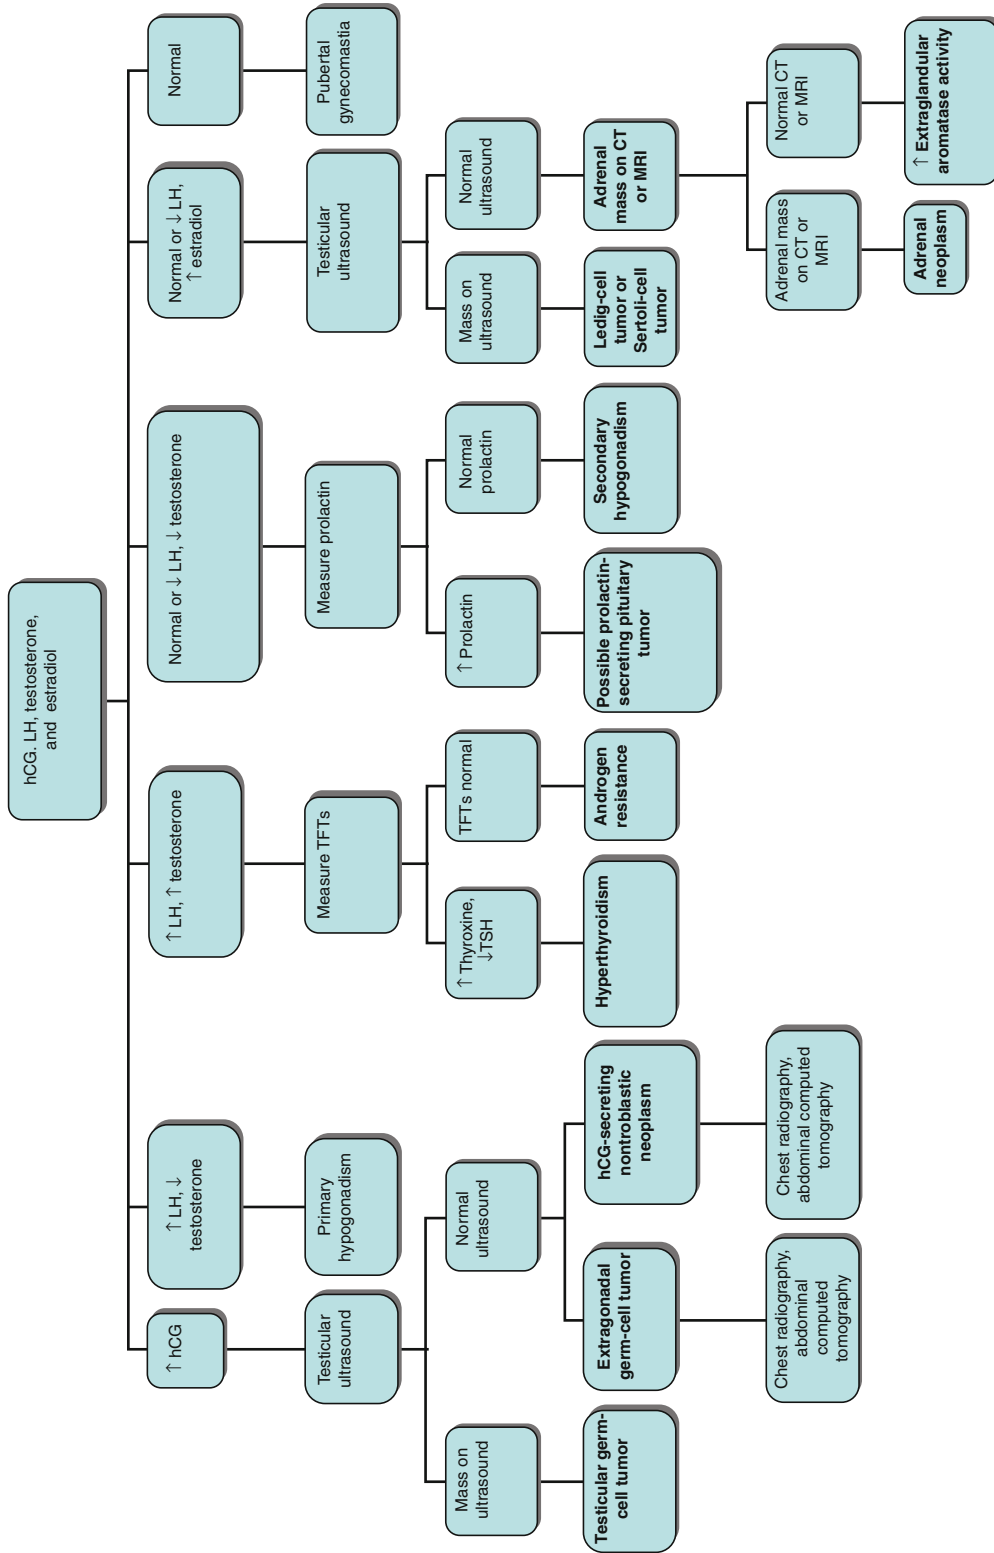 hCG. LH, testosterone,
and estradiol
↑ hCG
↑ LH, ↓
testosterone
↑ LH, ↑ testosterone
Normal or ↓ LH, ↓ testosterone
Normal or ↓ LH,
↑ estradiol
Normal
Testicular
ultrasound
Primary
hypogonadism
Measure TFTs
Measure prolactin
Testicular
ultrasound
Pubertal
gynecomastia
Mass on
ultrasound
Normal
ultrasound
↑ Thyroxine,
↓TSH
TFTs normal
↑ Prolactin
Normal
prolactin
Mass on
ultrasound
Normal
ultrasound
Testicular germ-
cell tumor
Extragonadal
germ-cell tumor
hCG-secreting
nontroblastic
neoplasm
Hyperthyroidism
Androgen
resistance
Possible prolactin-
secreting pituitary
tumor
Secondary
hypogonadism
Ledig-cell
tumor or
Sertoli-cell
tumor
Adrenal
mass on CT
or MRI
Chest radiography,
abdominal
computed
tomography
Chest radiography,
abdominal computed
tomography
Adrenal mass
on CT or
MRI
Normal CT
or MRI
Adrenal
neoplasm
↑ Extraglandular
aromatase activity